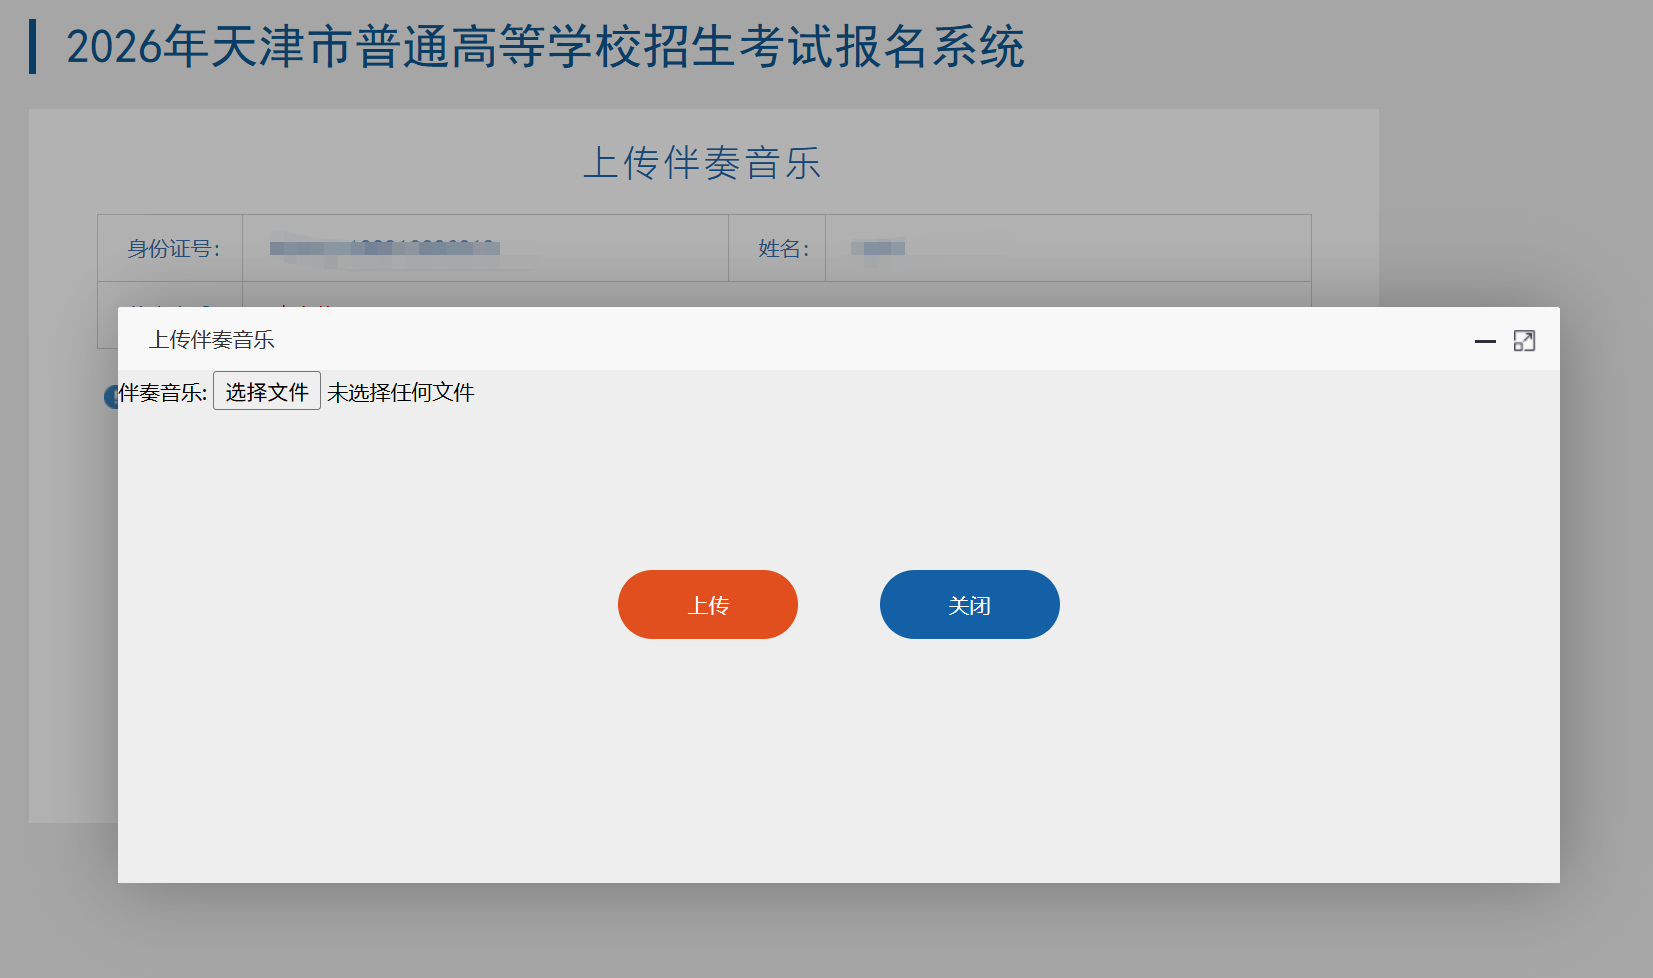 2026年天津市普通高等学校招生考试报名系统
上传伴奏音乐
身份证号：
姓名：
上传伴奏音乐
伴奏音乐: 选择文件 未选择任何文件
上传 关闭